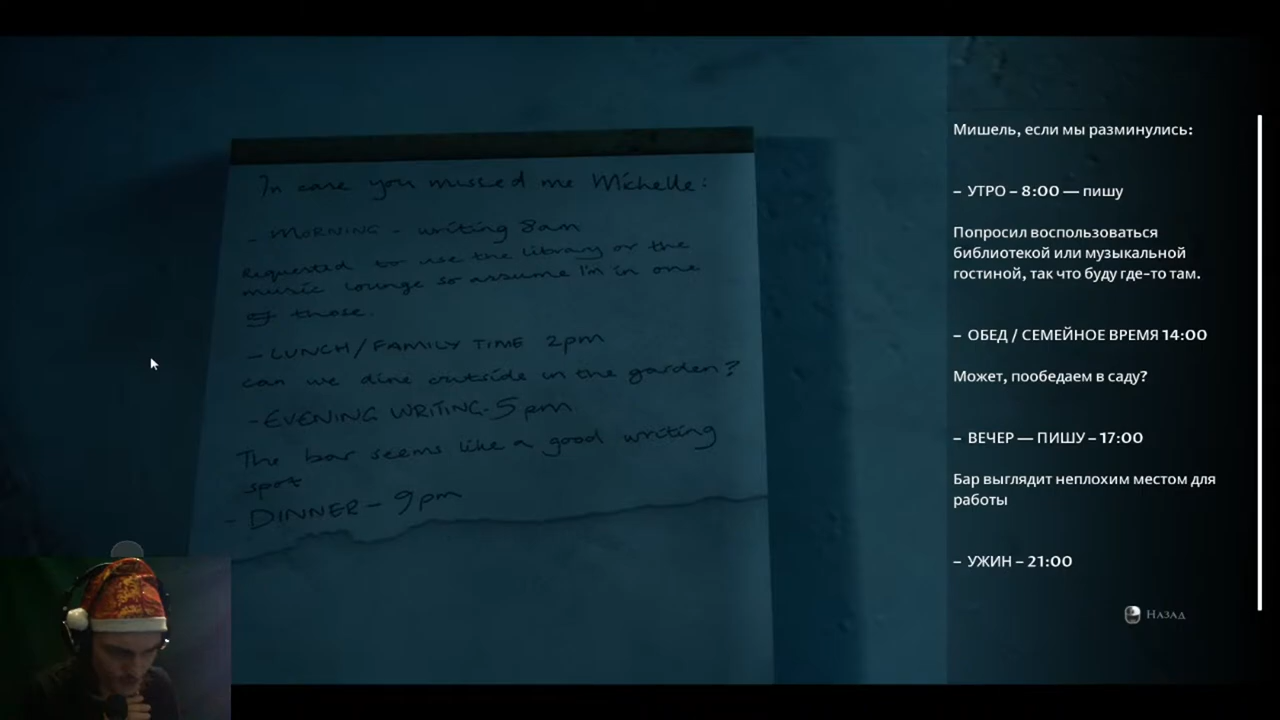 In case you missed me Michelle:
- MORNING - writing 8am
Requested to use the library or the
music lounge so assume I'm in one
of those.
- LUNCH/FAMILY TIME 2pm
can we dine outside in the garden?
- EVENING WRITING - 5pm
The bar seems like a good writing
spot
- DINNER - 9pm
Мишель, если мы разминулись:
– УТРО – 8:00 — пишу
Попросил воспользоваться
библиотекой или музыкальной
гостиной, так что буду где-то там.
– ОБЕД / СЕМЕЙНОЕ ВРЕМЯ 14:00
Может, пообедаем в саду?
– ВЕЧЕР — ПИШУ – 17:00
Бар выглядит неплохим местом для
работы
– УЖИН – 21:00
Назад